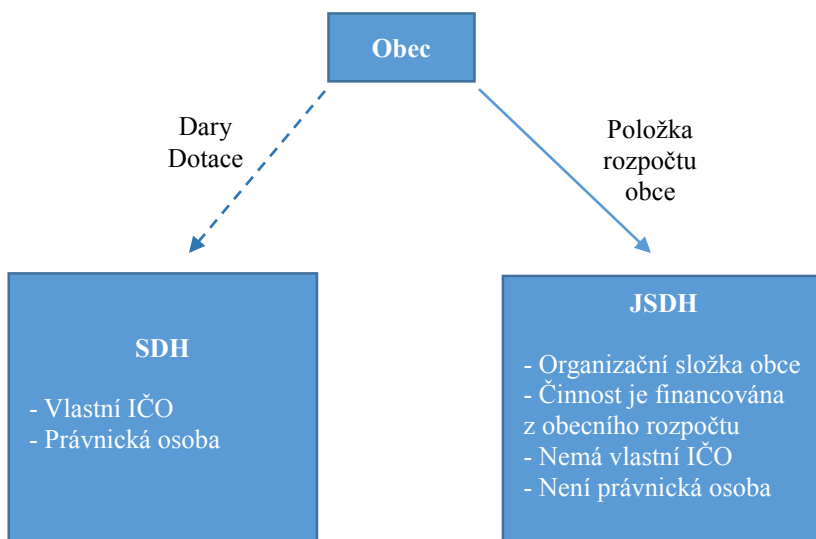 Obec
Dary
Dotace
Položka
rozpočtu
obce
SDH
- Vlastní IČO
- Právnická osoba
JSDH
- Organizační složka obce
- Činnost je financována
z obecního rozpočtu
- Nemá vlastní IČO
- Není právnická osoba